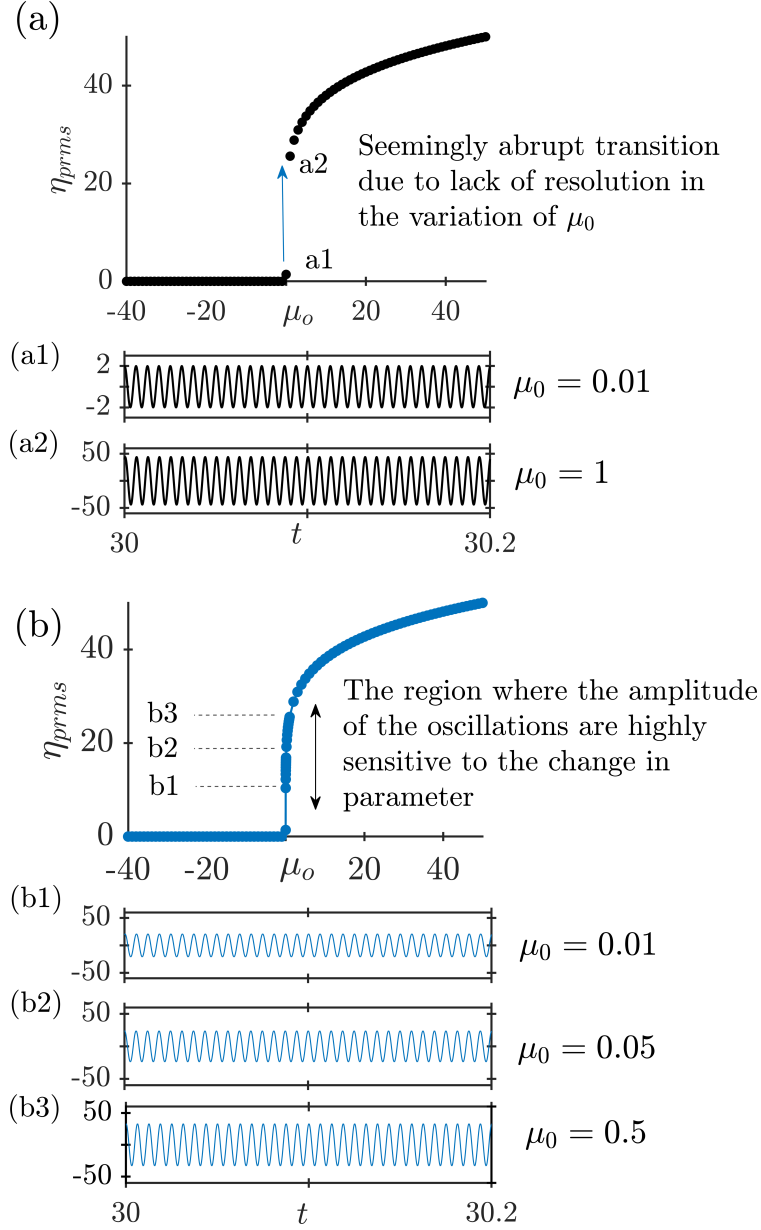 (a)
40
20
0
η_prms
a2
a1
Seemingly abrupt transition
due to lack of resolution in
the variation of μ_0
-40 -20 μ_o 20 40
(a1)
2
-2
μ_0 = 0.01
(a2)
50
-50
μ_0 = 1
30 t 30.2
(b)
40
20
0
η_prms
b3
b2
b1
The region where the amplitude
of the oscillations are highly
sensitive to the change in
parameter
-40 -20 μ_o 20 40
(b1)
50
-50
μ_0 = 0.01
(b2)
50
-50
μ_0 = 0.05
(b3)
50
-50
μ_0 = 0.5
30 t 30.2